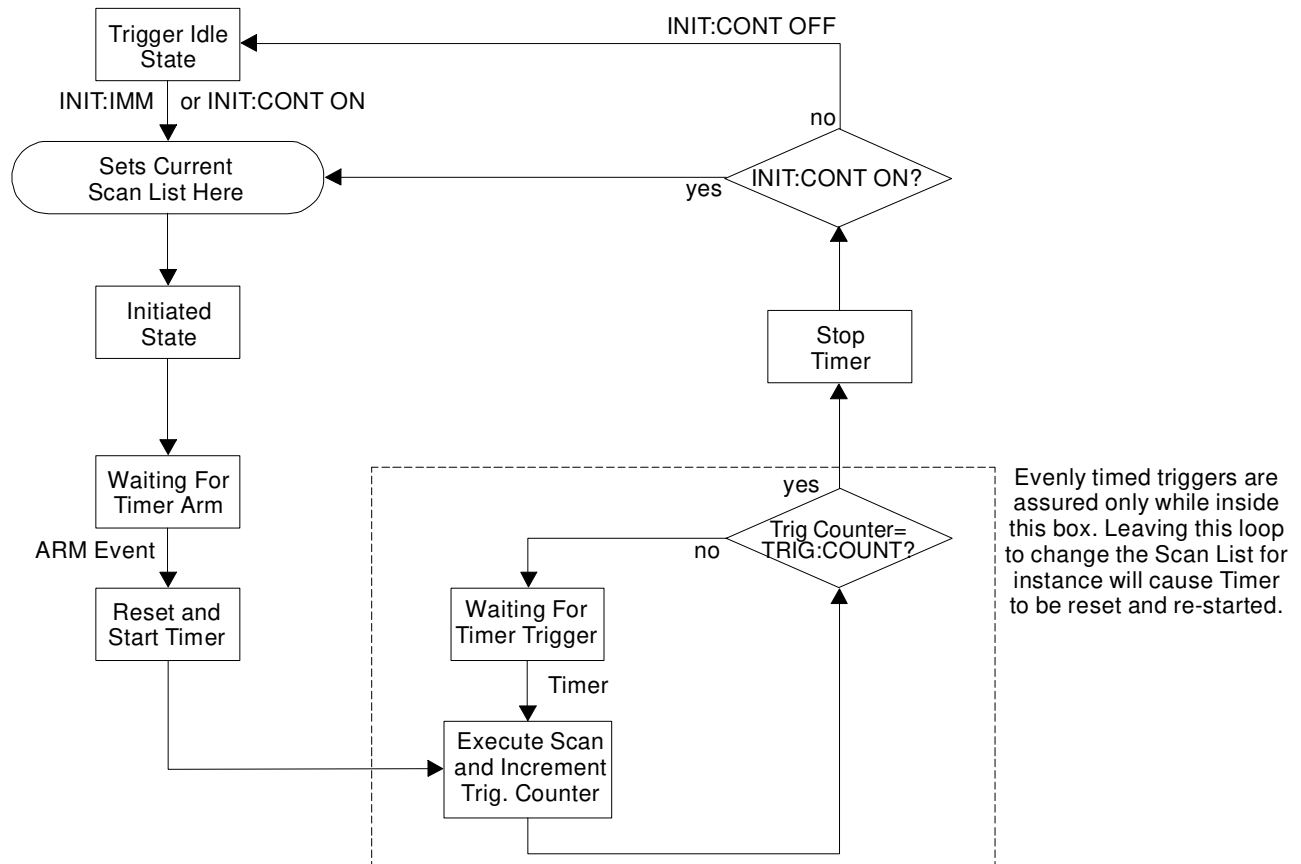 Trigger Idle
State
INIT:CONT OFF
INIT:IMM or INIT:CONT ON
no
Sets Current
Scan List Here
yes
INIT:CONT ON?
Initiated
State
Stop
Timer
Waiting For
Timer Arm
ARM Event
Reset and
Start Timer
yes
Trig Counter=
TRIG:COUNT?
no
Waiting For
Timer Trigger
Timer
Execute Scan
and Increment
Trig. Counter
Evenly timed triggers are
assured only while inside
this box. Leaving this loop
to change the Scan List for
instance will cause Timer
to be reset and re-started.